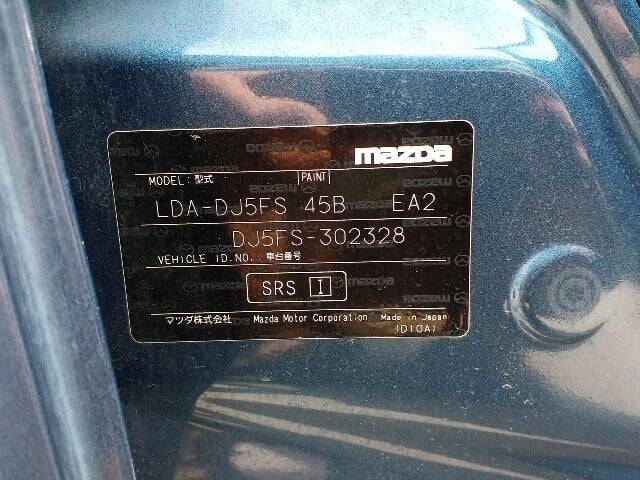 mazda
MODEL:型式 PAINT
LDA-DJ5FS 45B EA2
DJ5FS-302328
VEHICLE ID.NO.:車台番号
SRS I
マツダ株式会社 Mazda Motor Corporation Made in Japan
(D10A)